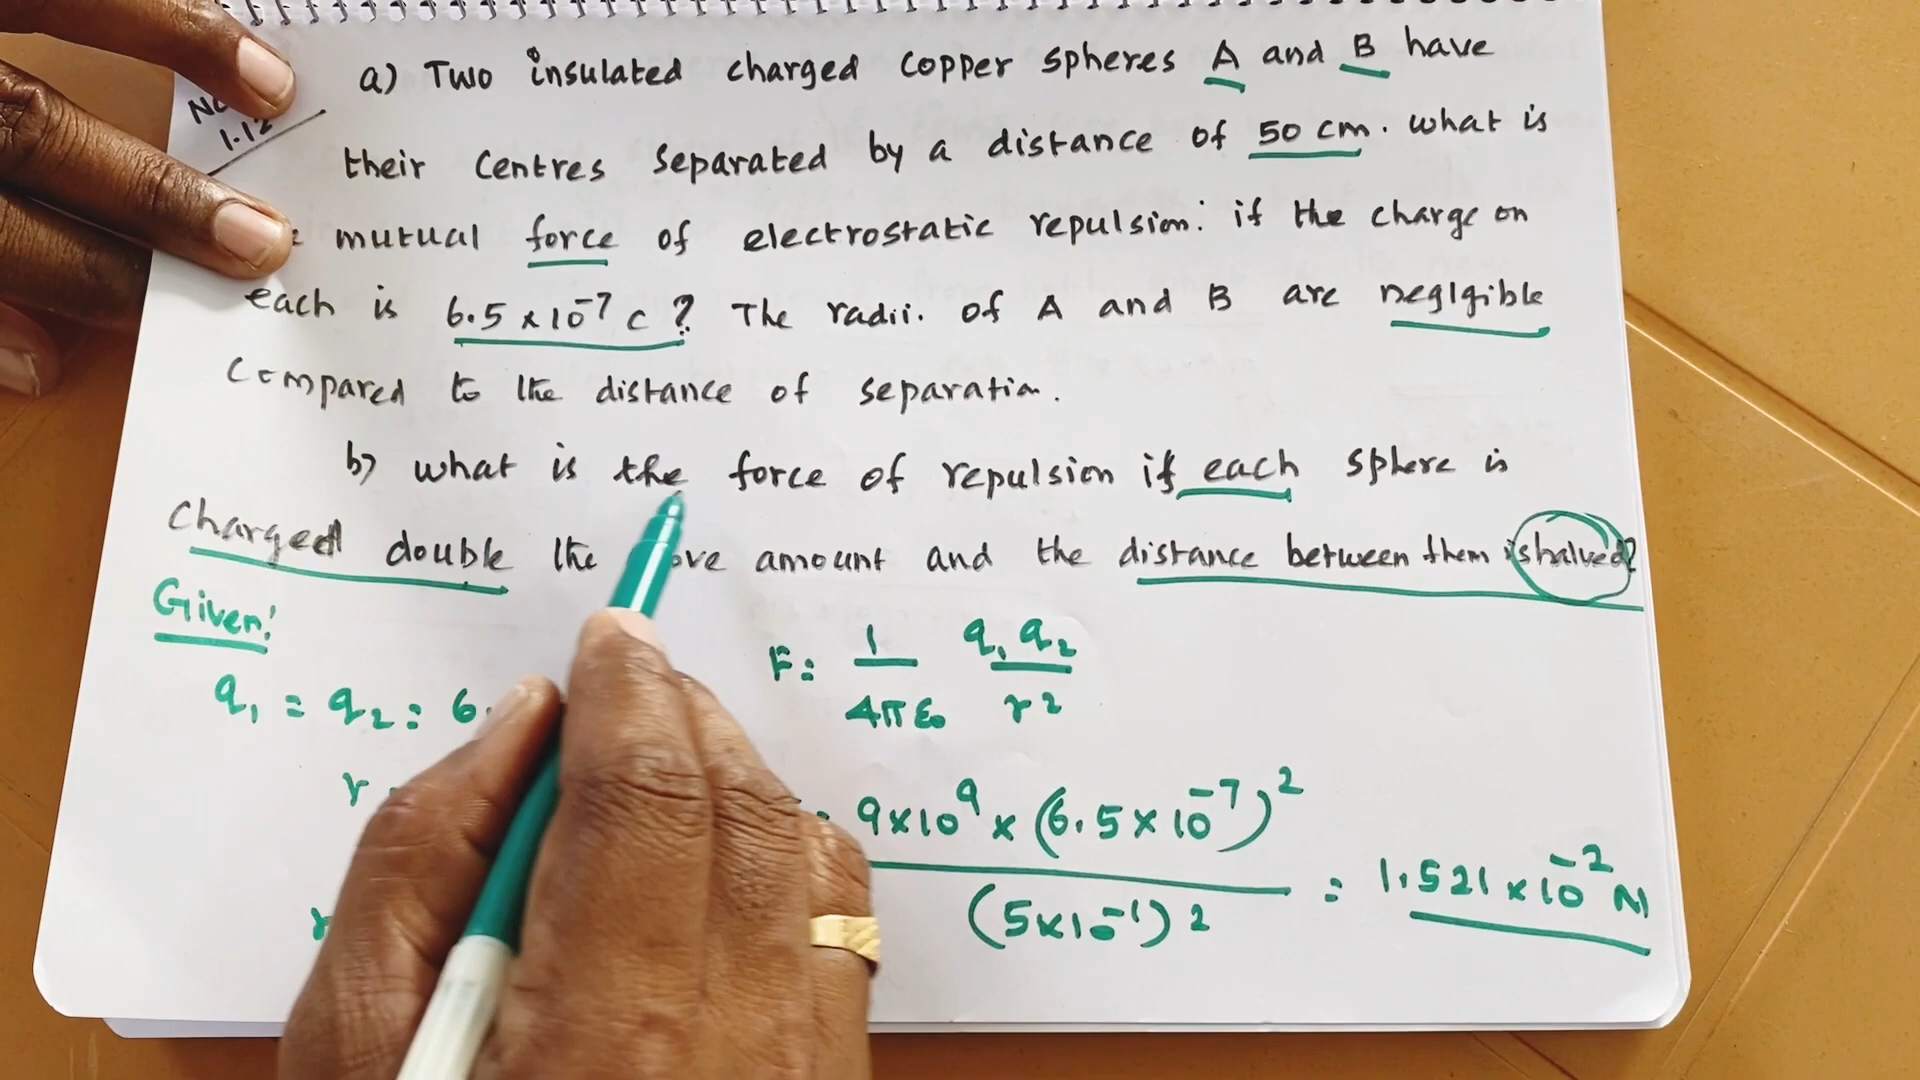 a) Two insulated charged copper spheres A and B have
1.12
their centres separated by a distance of 50 cm. what is
mutual force of electrostatic repulsion: if the charge on
each is 6.5 x 10⁻⁷ c ? The radii. of A and B are neglgible
compared to the distance of separation.
b) what is the force of repulsion if each sphere is
charged double the amount and the distance between them is halved?
Given:
q₁ = q₂ = 6.
F = 1/4πε₀ q₁q₂/r²
r
9x10⁹ x (6.5 x 10⁻⁷)² / (5x10⁻¹)² = 1.521 x 10⁻² N